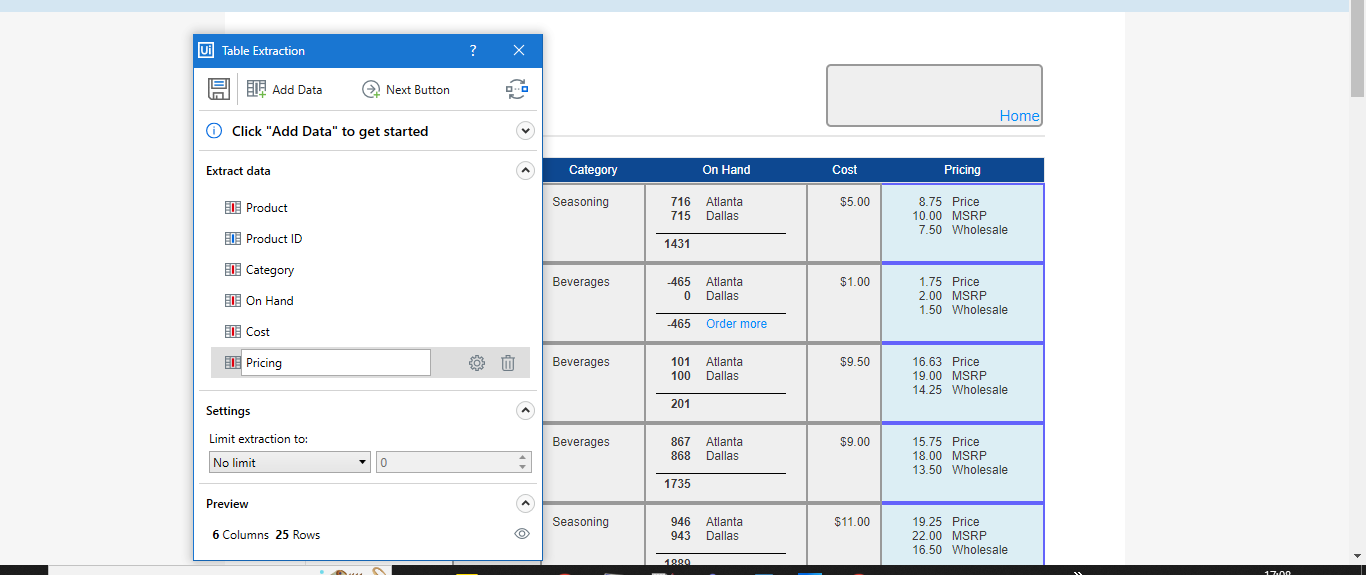 Ui Table Extraction ? ×
Add Data Next Button
Click "Add Data" to get started
Extract data
Product
Product ID
Category
On Hand
Cost
Pricing
Settings
Limit extraction to:
No limit 0
Preview
6 Columns 25 Rows
Home
Category On Hand Cost Pricing
Seasoning 716 Atlanta $5.00 8.75 Price
715 Dallas 10.00 MSRP
7.50 Wholesale
1431
Beverages -465 Atlanta $1.00 1.75 Price
0 Dallas 2.00 MSRP
1.50 Wholesale
-465 Order more
Beverages 101 Atlanta $9.50 16.63 Price
100 Dallas 19.00 MSRP
14.25 Wholesale
201
Beverages 867 Atlanta $9.00 15.75 Price
868 Dallas 18.00 MSRP
13.50 Wholesale
1735
Seasoning 946 Atlanta $11.00 19.25 Price
943 Dallas 22.00 MSRP
16.50 Wholesale
1889
17:08